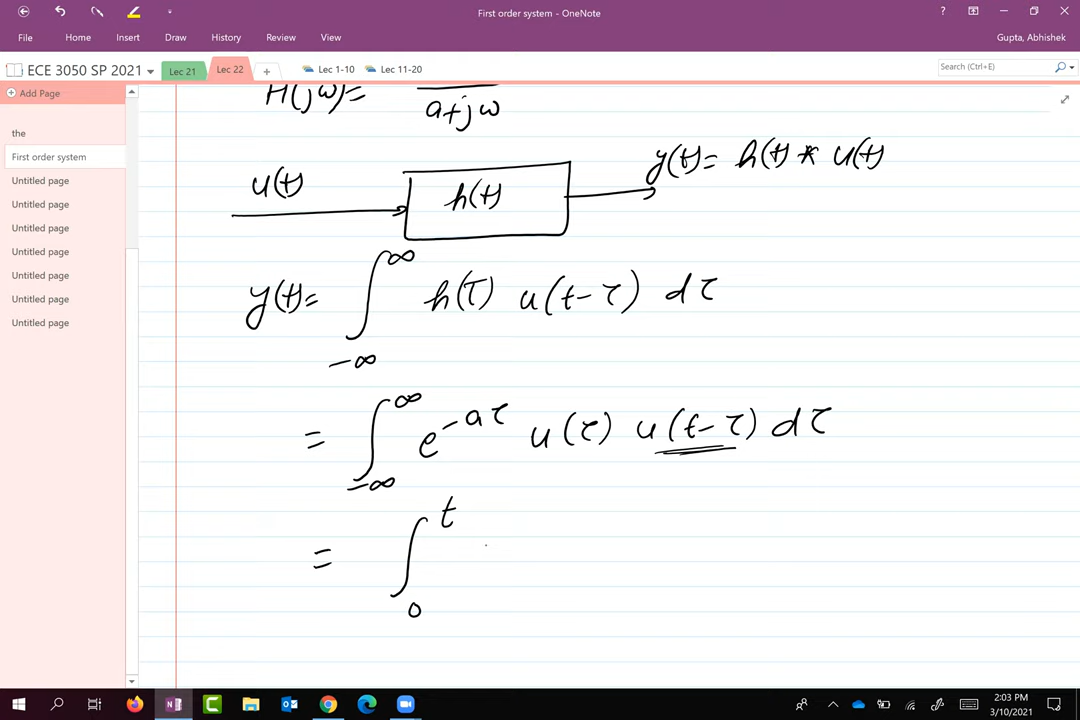 First order system - OneNote
File Home Insert Draw History Review View
Gupta, Abhishek
ECE 3050 SP 2021 Lec 21 Lec 22 + Lec 1-10 Lec 11-20
Search (Ctrl+E)
Add Page
the
First order system
Untitled page
Untitled page
Untitled page
Untitled page
Untitled page
Untitled page
Untitled page
H(jω)=
a+jω
u(t) h(t) y(t)= h(t) * u(t)
y(t)= ∫_{-∞}^{∞} h(τ) u(t-τ) dτ
= ∫_{-∞}^{∞} e^{-aτ} u(τ) u(t-τ) dτ
= ∫_{0}^{t}
2:03 PM
3/10/2021